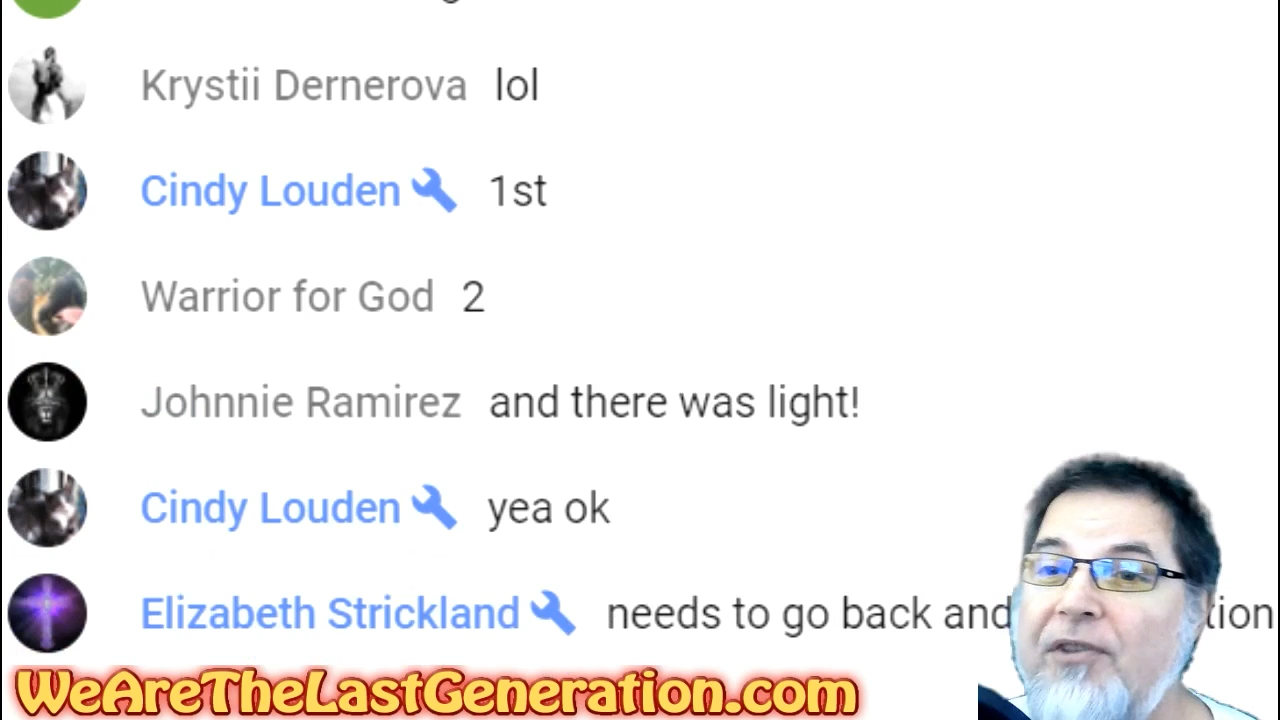 Krystii Dernerova lol
Cindy Louden 1st
Warrior for God 2
Johnnie Ramirez and there was light!
Cindy Louden yea ok
Elizabeth Strickland needs to go back and tion
WeAreTheLastGeneration.com